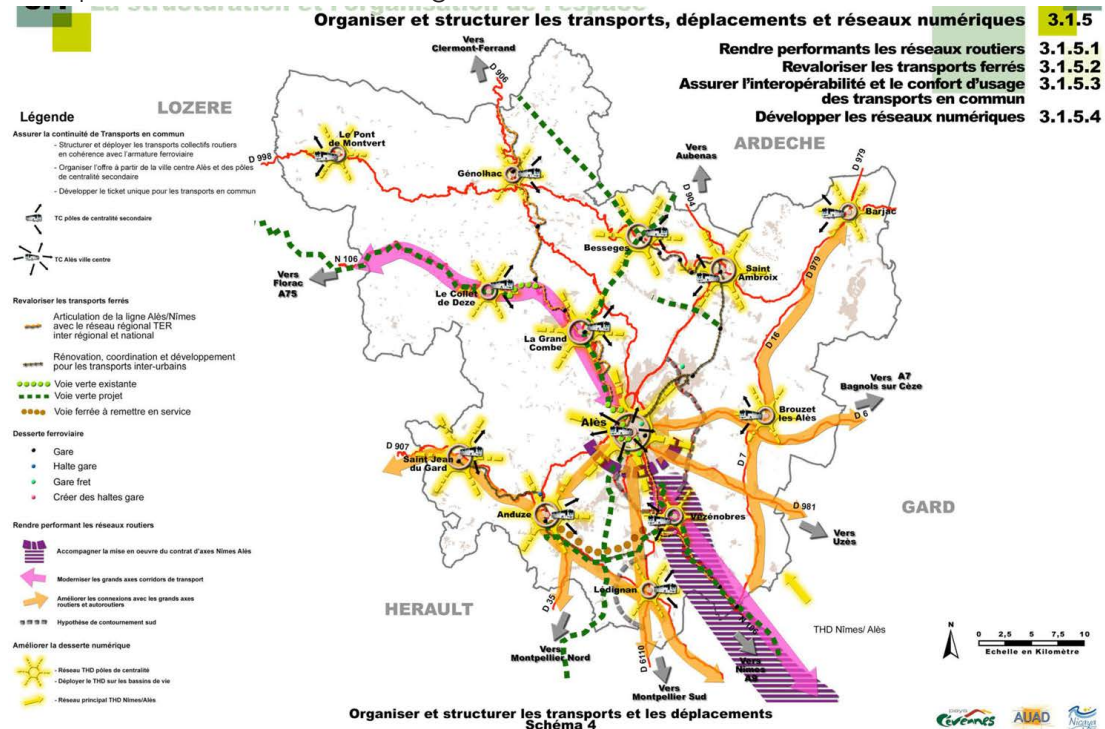 La structuration et l'organisation de l'espace
Organiser et structurer les transports, déplacements et réseaux numériques 3.1.5
Rendre performants les réseaux routiers 3.1.5.1
Revaloriser les transports ferrés 3.1.5.2
Assurer l'interopérabilité et le confort d'usage 3.1.5.3
des transports en commun
Développer les réseaux numériques 3.1.5.4
Légende
Assurer la continuité de Transports en commun
- Structurer et déployer les transports collectifs routiers
en cohérence avec l'armature ferroviaire
- Organiser l'offre à partir de la ville centre Alès et des pôles
de centralité secondaire
- Développer le ticket unique pour les transports en commun
TC pôles de centralité secondaire
TC Alès ville centre
Revaloriser les transports ferrés
Articulation de la ligne Alès/Nîmes
avec le réseau régional TER
inter régional et national
Rénovation, coordination et développement
pour les transports inter-urbains
Voie verte existante
Voie verte projet
Voie ferrée à remettre en service
Desserte ferroviaire
Gare
Halte gare
Gare fret
Créer des haltes gare
Rendre performant les réseaux routiers
Accompagner la mise en oeuvre du contrat d'axes Nîmes Alès
Moderniser les grands axes corridors de transport
Améliorer les connexions avec les grands axes
routiers et autoroutiers
Hypothèse de contournement sud
Améliorer la desserte numérique
- Réseau THD pôles de centralité
- Déployer le THD sur les bassins de vie
- Réseau principal THD Nîmes/Alès
LOZERE
ARDECHE
GARD
HERAULT
Vers
Clermont-Ferrand
D 906
Le Pont
de Montvert
D 998
Génolhac
Vers
Aubenas
D 904
D 979
Barjac
Besseges
Saint
Ambroix
D 979
N 106
Vers
Florac
A75
Le Collet
de Deze
La Grand
Combe
D 16
Vers A7
Bagnols sur Cèze
Alès
Brouzet
les Alès
D 6
D 907
Saint Jean
du Gard
D 7
Anduze
Vézénobres
D 981
Vers
Uzès
Lédignan
D 35
Vers
Montpellier Nord
D 6110
Vers
Montpellier Sud
N 106
Vers
Nîmes
A9
THD Nîmes/ Alès
N
0 2,5 5 7,5 10
Echelle en Kilomètre
Organiser et structurer les transports et les déplacements
Schéma 4
pays
Cévennes
AUAD
Nicaya